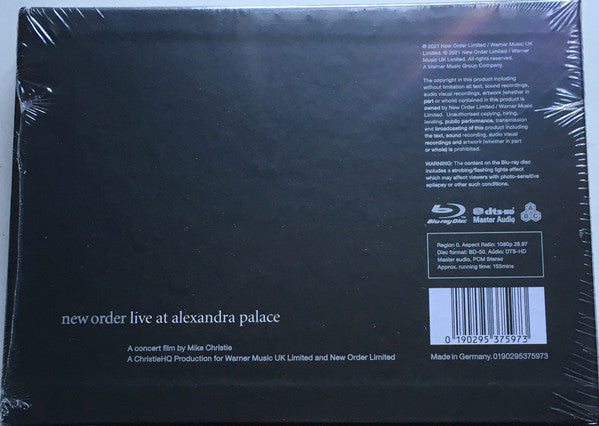 ℗ 2021 New Order Limited / Warner Music UK
Limited. © 2021 New Order Limited / Warner
Music UK Limited. All rights reserved.
A Warner Music Group Company.
The copyright in this product including
without limitation all text, sound recordings,
audio visual recordings, artwork (whether in
part or whole) contained in this product is
owned by New Order Limited / Warner Music UK
Limited. Unauthorised copying, hiring,
lending, public performance, transmission
and broadcasting of this product including
the text, sound recording, audio visual
recordings and artwork (whether in part
or whole) is prohibited.
WARNING: The content on the Blu-ray disc
includes a strobing/flashing lights effect
which may affect viewers with photo-sensitive
epilepsy or other such conditions.
Blu-ray Disc
dts-HD
Master Audio
A
D C
Region 0, Aspect Ratio: 1080p 26.97
Disc format: BD-50, Aúdio: DTS-HD
Master audio, PCM Stereo
Approx. running time: 133mins
new order live at alexandra palace
A concert film by Mike Christie
A ChristieHQ Production for Warner Music UK Limited and New Order Limited
0 190295 375973
Made in Germany. 0190295375973